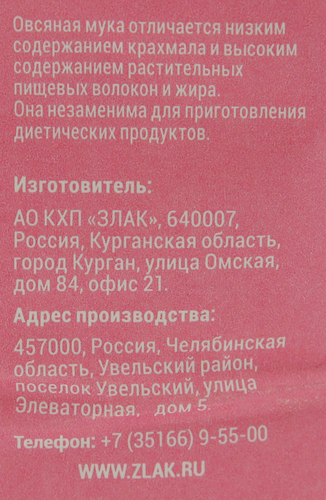 Овсяная мука отличается низким
содержанием крахмала и высоким
содержанием растительных
пищевых волокон и жира.
Она незаменима для приготовления
диетических продуктов.
Изготовитель:
АО КХП «ЗЛАК», 640007,
Россия, Курганская область,
город Курган, улица Омская,
дом 84, офис 21.
Адрес производства:
457000, Россия, Челябинская
область, Увельский район,
поселок Увельский, улица
Элеваторная, дом 5.
Телефон: +7 (35166) 9-55-00
WWW.ZLAK.RU